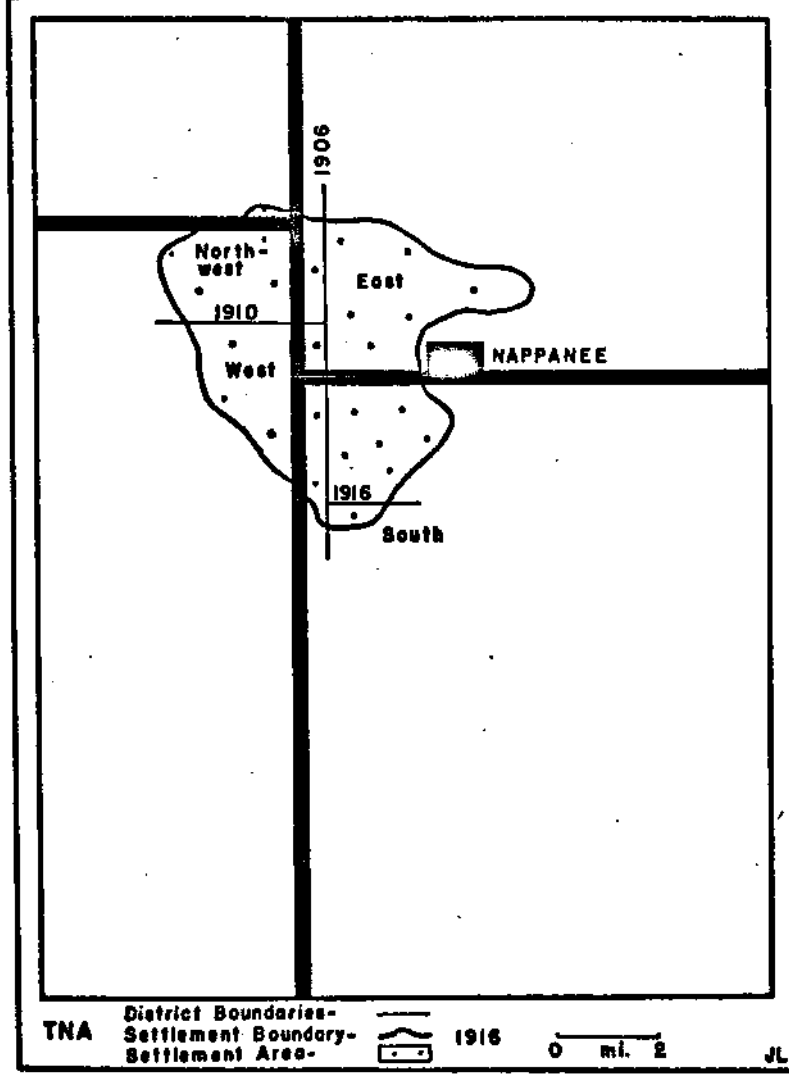 1906
North-
west
East
1910
NAPPANEE
West
1916
South
TNA
District Boundaries-
Settlement Boundary- 1916
Settlement Area-
0 mi. 2
JL